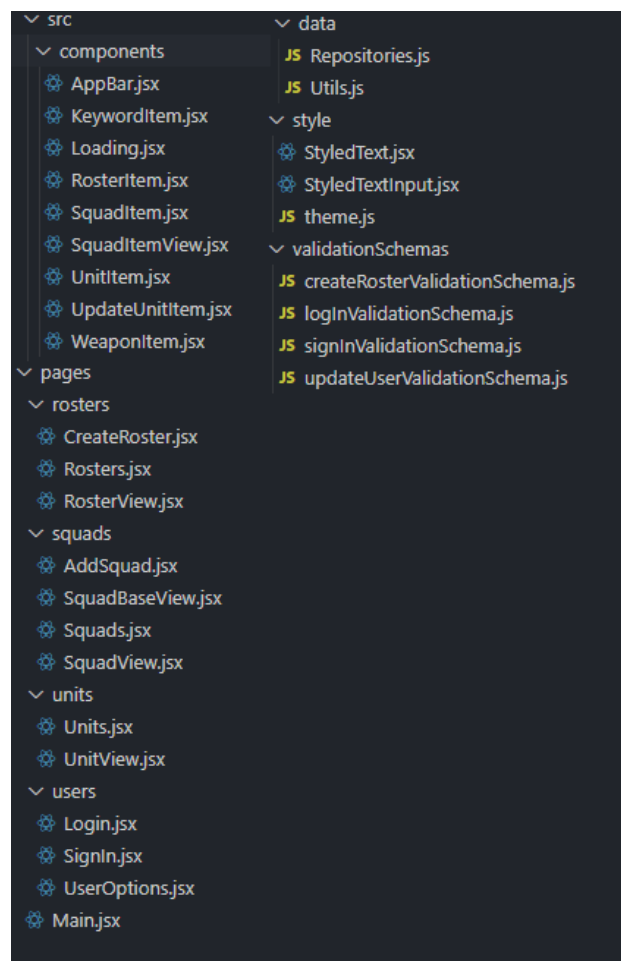 src
components
AppBar.jsx
KeywordItem.jsx
Loading.jsx
RosterItem.jsx
SquadItem.jsx
SquadItemView.jsx
UnitItem.jsx
UpdateUnitItem.jsx
WeaponItem.jsx
pages
rosters
CreateRoster.jsx
Rosters.jsx
RosterView.jsx
squads
AddSquad.jsx
SquadBaseView.jsx
Squads.jsx
SquadView.jsx
units
Units.jsx
UnitView.jsx
users
Login.jsx
SignIn.jsx
UserOptions.jsx
Main.jsx
data
JS Repositories.js
JS Utils.js
style
StyledText.jsx
StyledTextInput.jsx
JS theme.js
validationSchemas
JS createRosterValidationSchema.js
JS logInValidationSchema.js
JS signInValidationSchema.js
JS updateUserValidationSchema.js